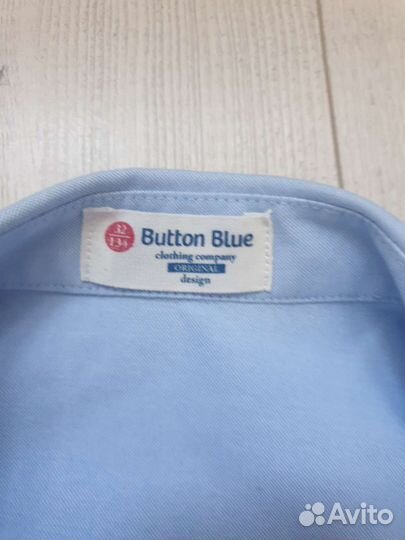 32
134
Button Blue
clothing company
ORIGINAL
design
Avito